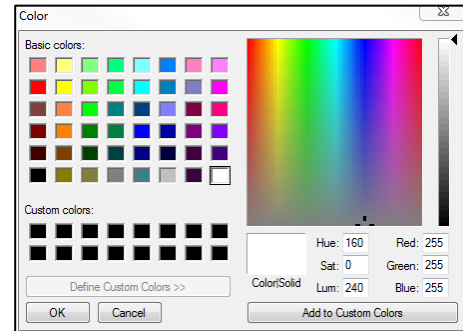 Color
Basic colors:
Custom colors:
Define Custom Colors >>
OK Cancel
Color|Solid
Hue: 160 Red: 255
Sat: 0 Green: 255
Lum: 240 Blue: 255
Add to Custom Colors